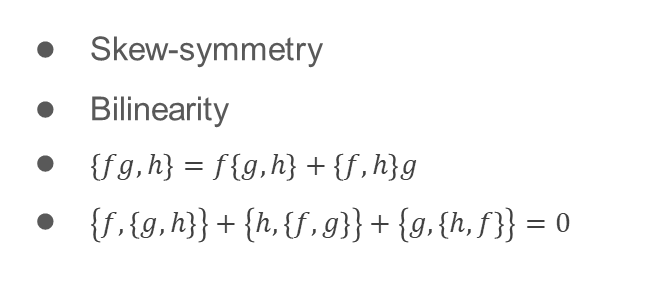 ● Skew-symmetry
● Bilinearity
● {fg, h} = f{g, h} + {f, h}g
● {f, {g, h}} + {h, {f, g}} + {g, {h, f}} = 0